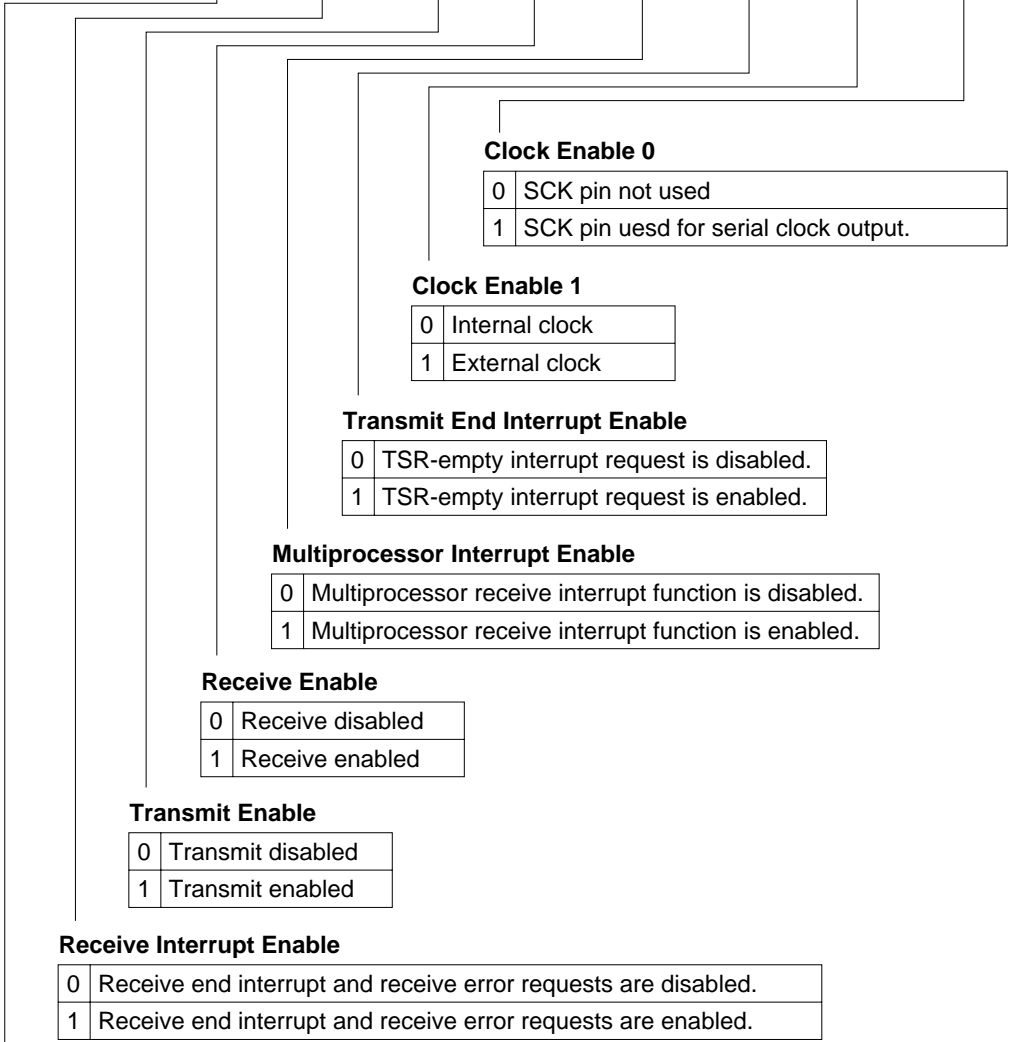 Clock Enable 0
0 SCK pin not used
1 SCK pin uesd for serial clock output.
Clock Enable 1
0 Internal clock
1 External clock
Transmit End Interrupt Enable
0 TSR-empty interrupt request is disabled.
1 TSR-empty interrupt request is enabled.
Multiprocessor Interrupt Enable
0 Multiprocessor receive interrupt function is disabled.
1 Multiprocessor receive interrupt function is enabled.
Receive Enable
0 Receive disabled
1 Receive enabled
Transmit Enable
0 Transmit disabled
1 Transmit enabled
Receive Interrupt Enable
0 Receive end interrupt and receive error requests are disabled.
1 Receive end interrupt and receive error requests are enabled.